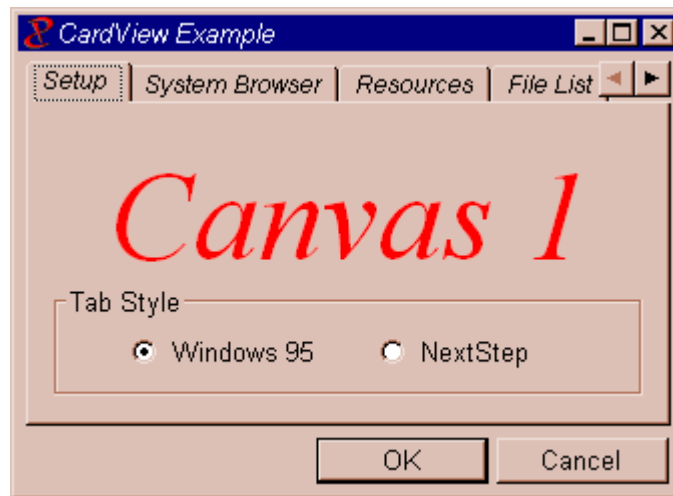 CardView Example
Setup System Browser Resources File List
Canvas 1
Tab Style
Windows 95 NextStep
OK Cancel